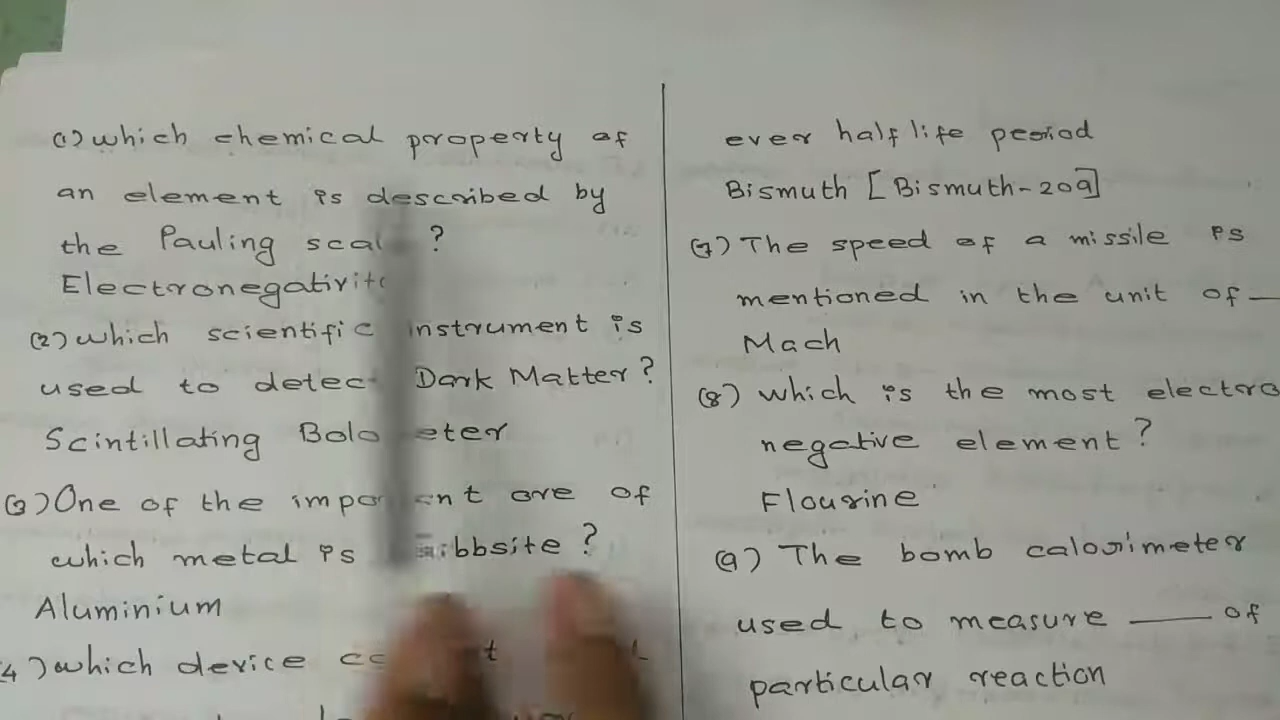 (1) which chemical property of
an element is described by
the Pauling scal ?
Electronegativit
(2) which scientific instrument is
used to detec Dark Matter?
Scintillating Bolo eter
(3) One of the impor ant ore of
which metal is ibbsite?
Aluminium
4) which device
ever half life period
Bismuth [Bismuth-209]
(7) The speed of a missile is
mentioned in the unit of —
Mach
(8) which is the most electro
negative element?
Flourine
(9) The bomb calorimeter
used to measure —— of
particular reaction